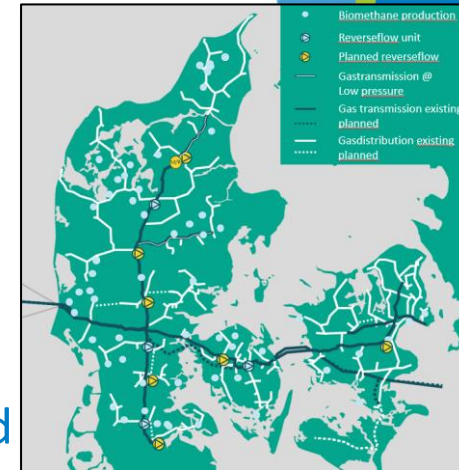 Biomethane production
Reverseflow unit
Planned reverseflow
Gastransmission @
Low pressure
Gas transmission existing
planned
Gasdistribution existing
planned
d